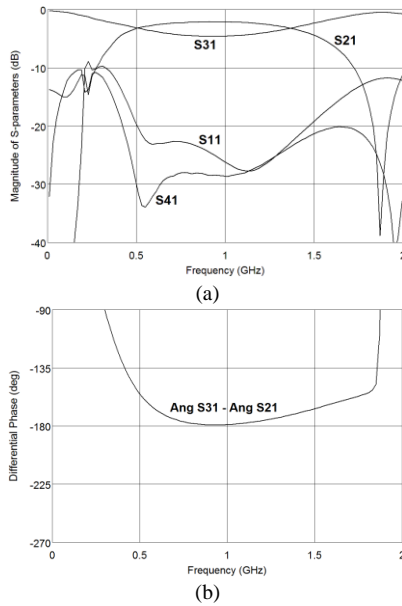 0
-10
-20
-30
-40
Magnitude of S-parameters (dB)
S31
S21
S11
S41
0 0.5 1 1.5 2
Frequency (GHz)
(a)
-90
-135
-180
-225
-270
Differential Phase (deg)
Ang S31 - Ang S21
0 0.5 1 1.5 2
Frequency (GHz)
(b)